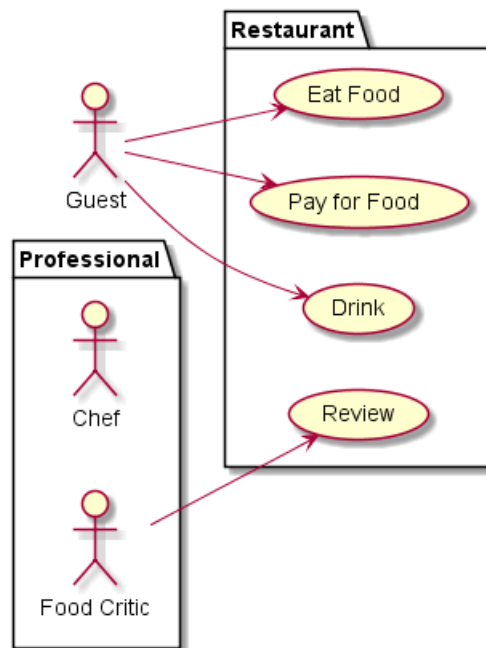 Restaurant
Eat Food
Guest
Pay for Food
Professional
Drink
Chef
Review
Food Critic